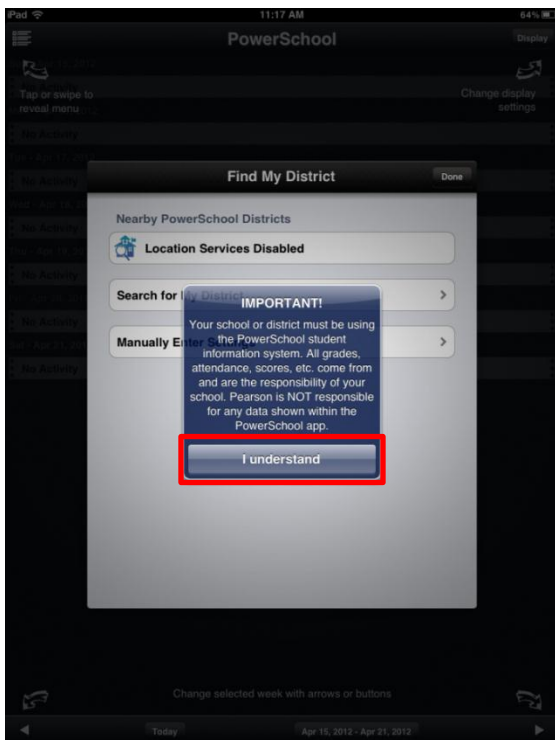 iPad 11:17 AM 64%
PowerSchool Display
Tap or swipe to
reveal menu
Change display
settings
No Activity
Find My District Done
No Activity
Nearby PowerSchool Districts
No Activity
Location Services Disabled
No Activity
Search for My District
IMPORTANT!
Your school or district must be using
the PowerSchool student
information system. All grades,
attendance, scores, etc. come from
and are the responsibility of your
school. Pearson is NOT responsible
for any data shown within the
PowerSchool app.
I understand
No Activity
Manually Enter Settings
No Activity
Change selected week with arrows or buttons
Today Apr 15, 2012 - Apr 21, 2012